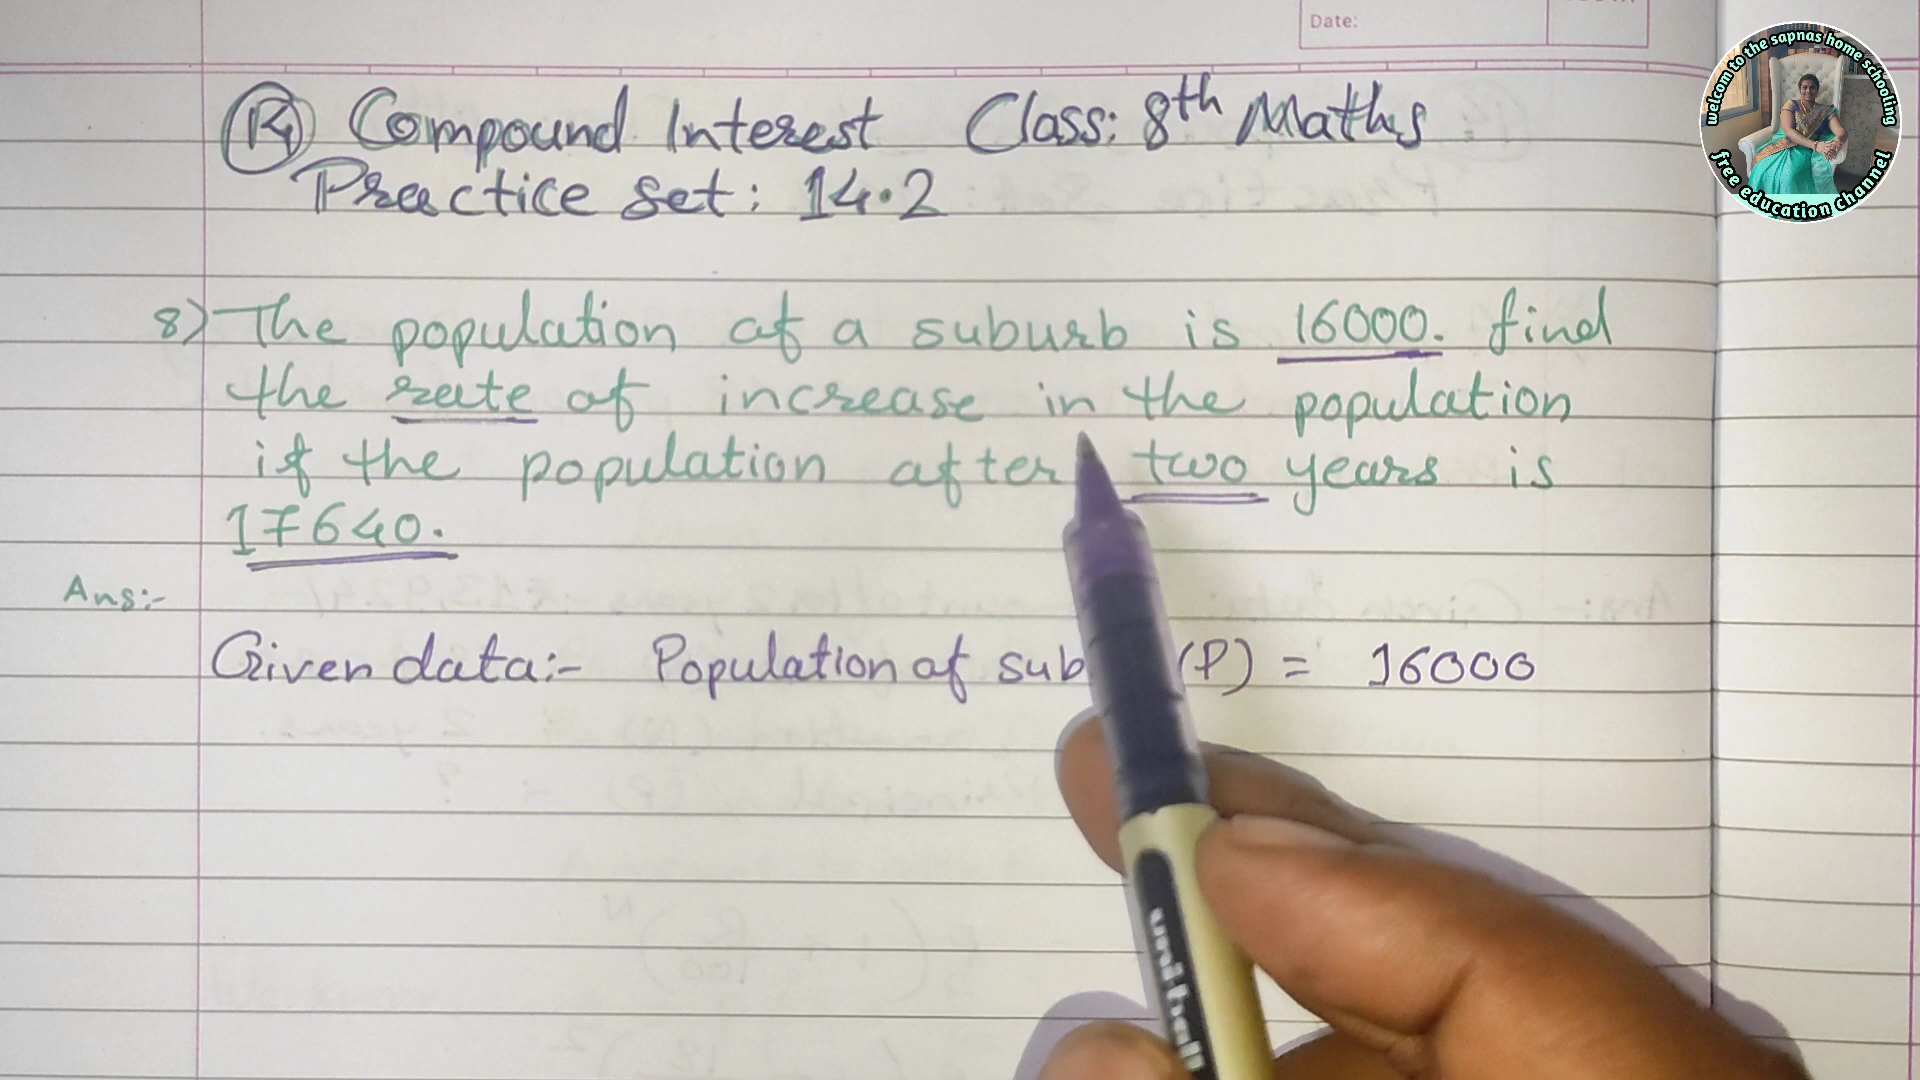 Date:
welcom to the sapnas home schooling
free education channel
14 Compound Interest Class: 8th Maths
Practice set: 14.2
8) The population of a suburb is 16000. find
the rate of increase in the population
if the population after two years is
17640.
Ans:-
Given data:- Population of sub (P) = 16000
uniball